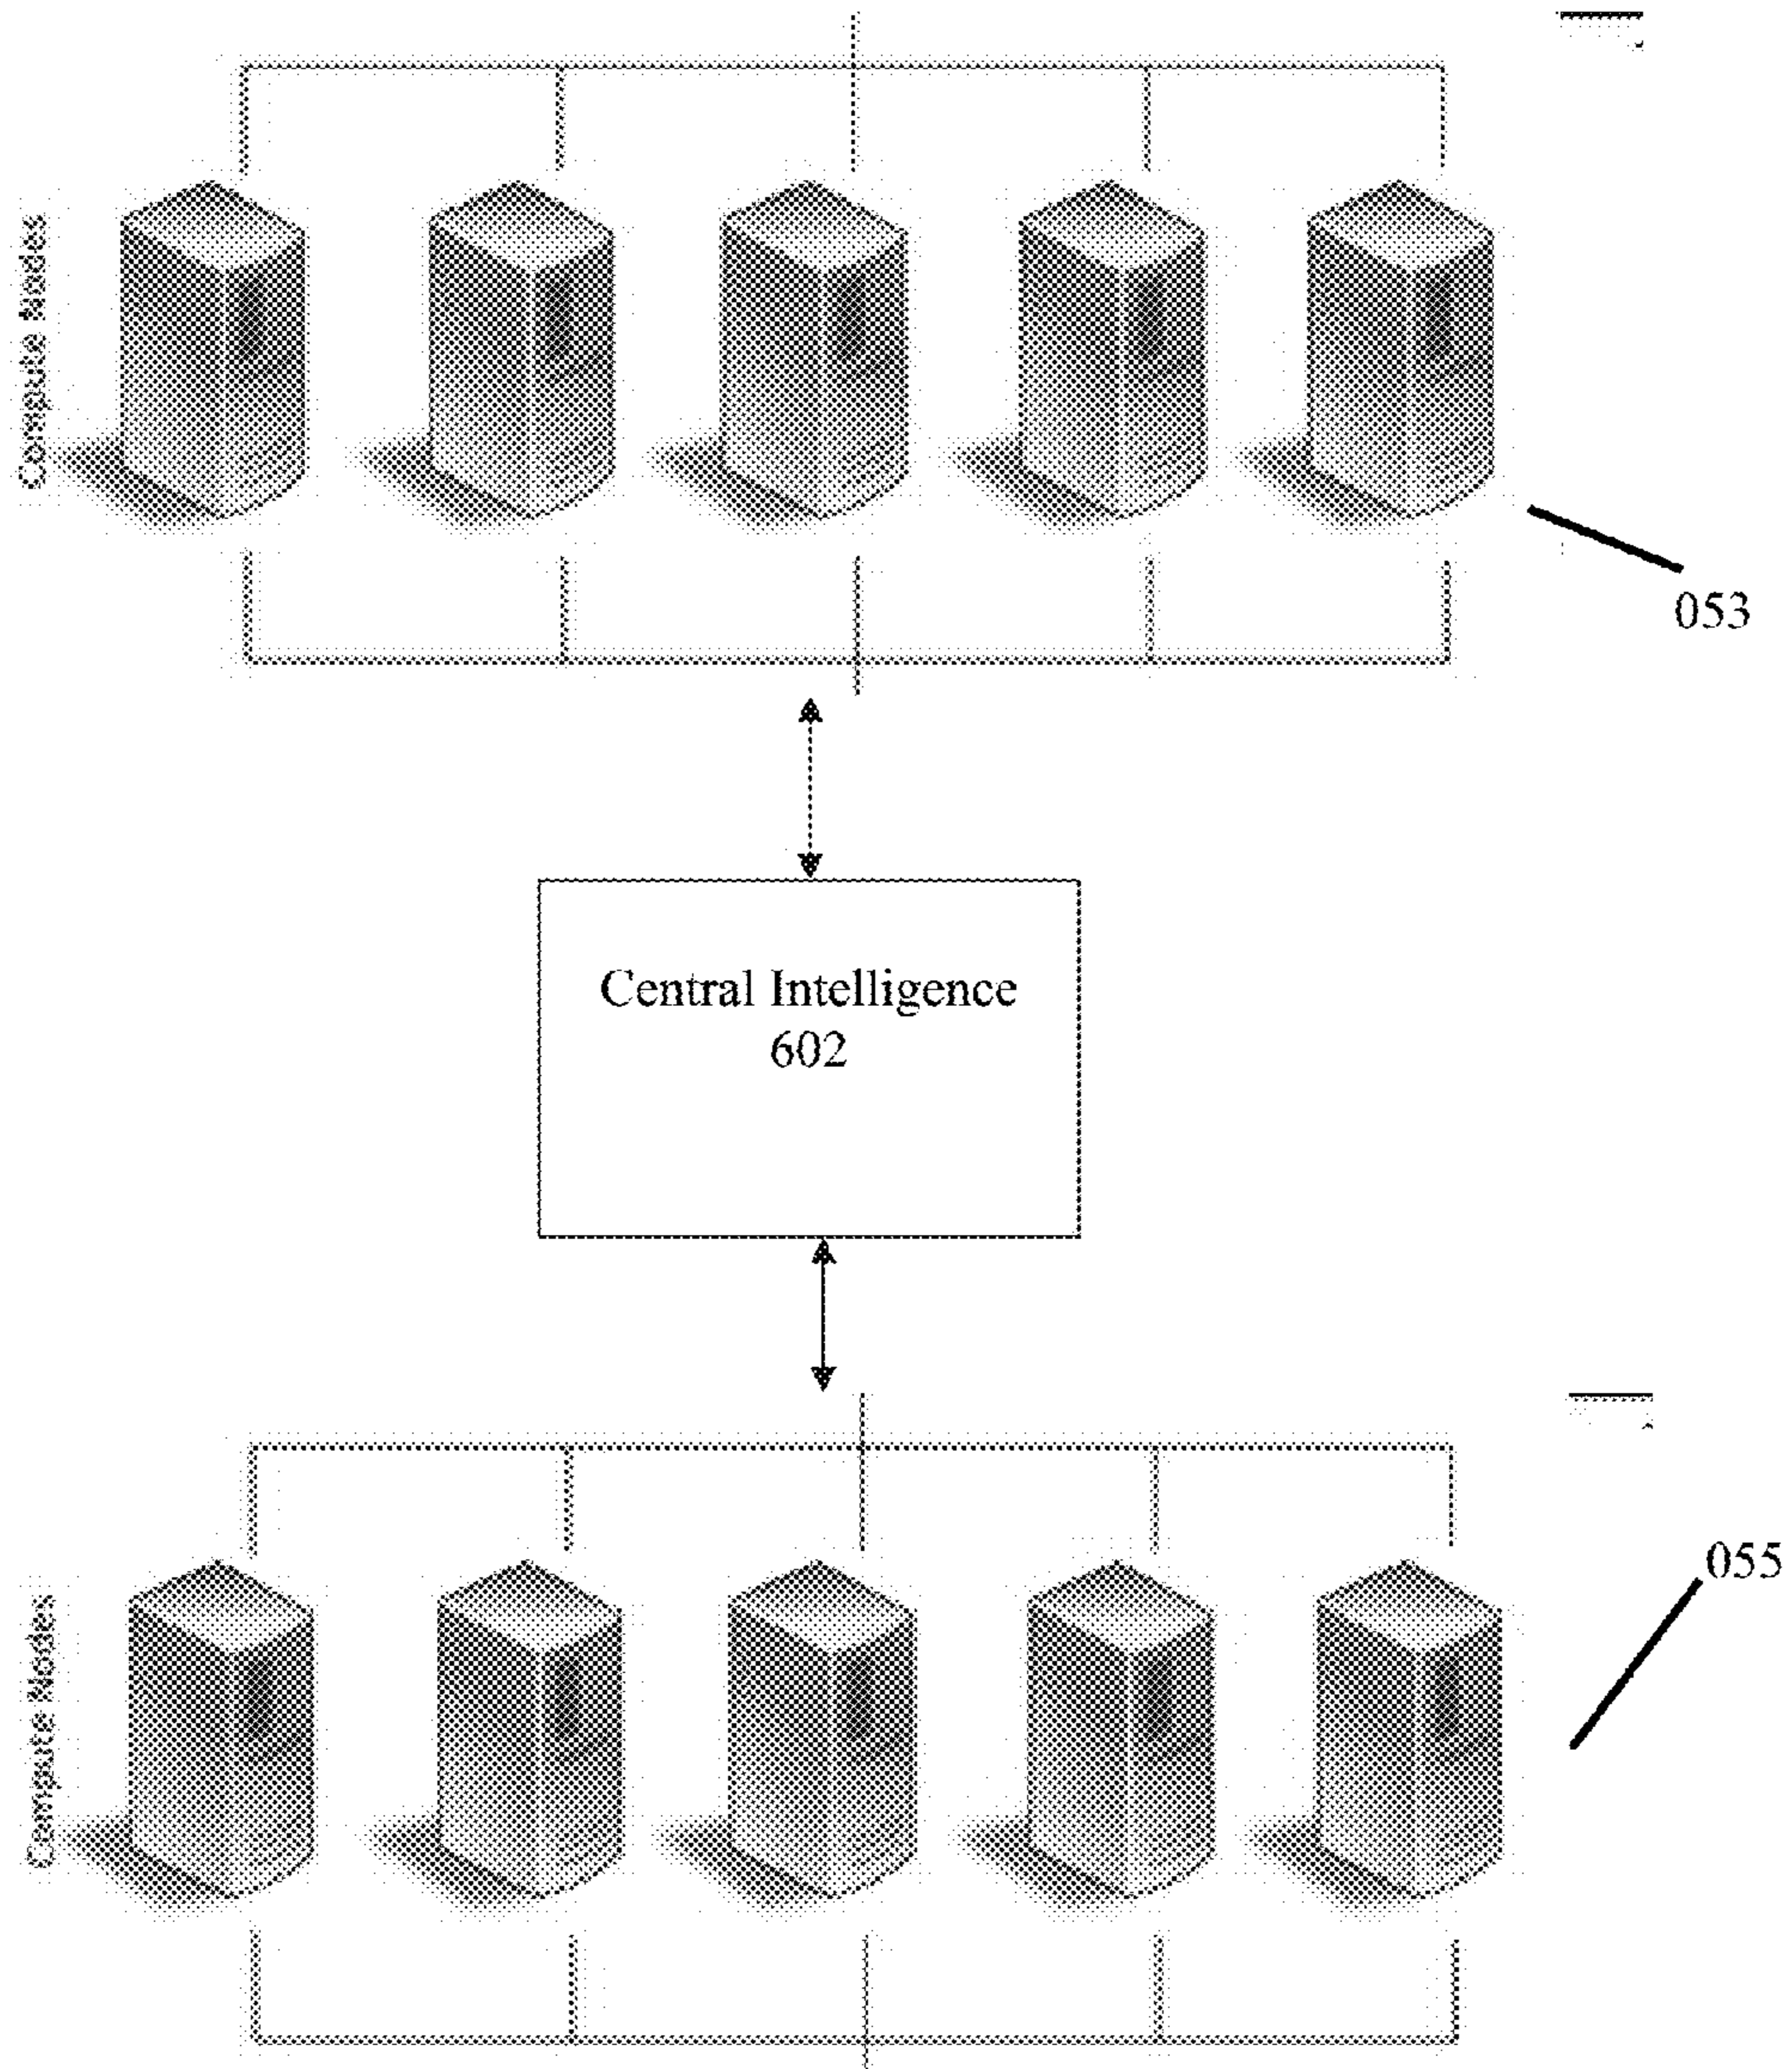 Compute Nodes
053
Central Intelligence
602
055
Compute Nodes